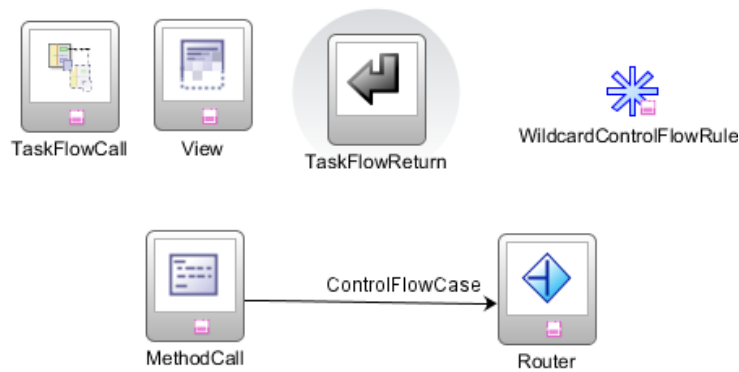 TaskFlowCall
View
TaskFlowReturn
WildcardControlFlowRule
ControlFlowCase
MethodCall
Router